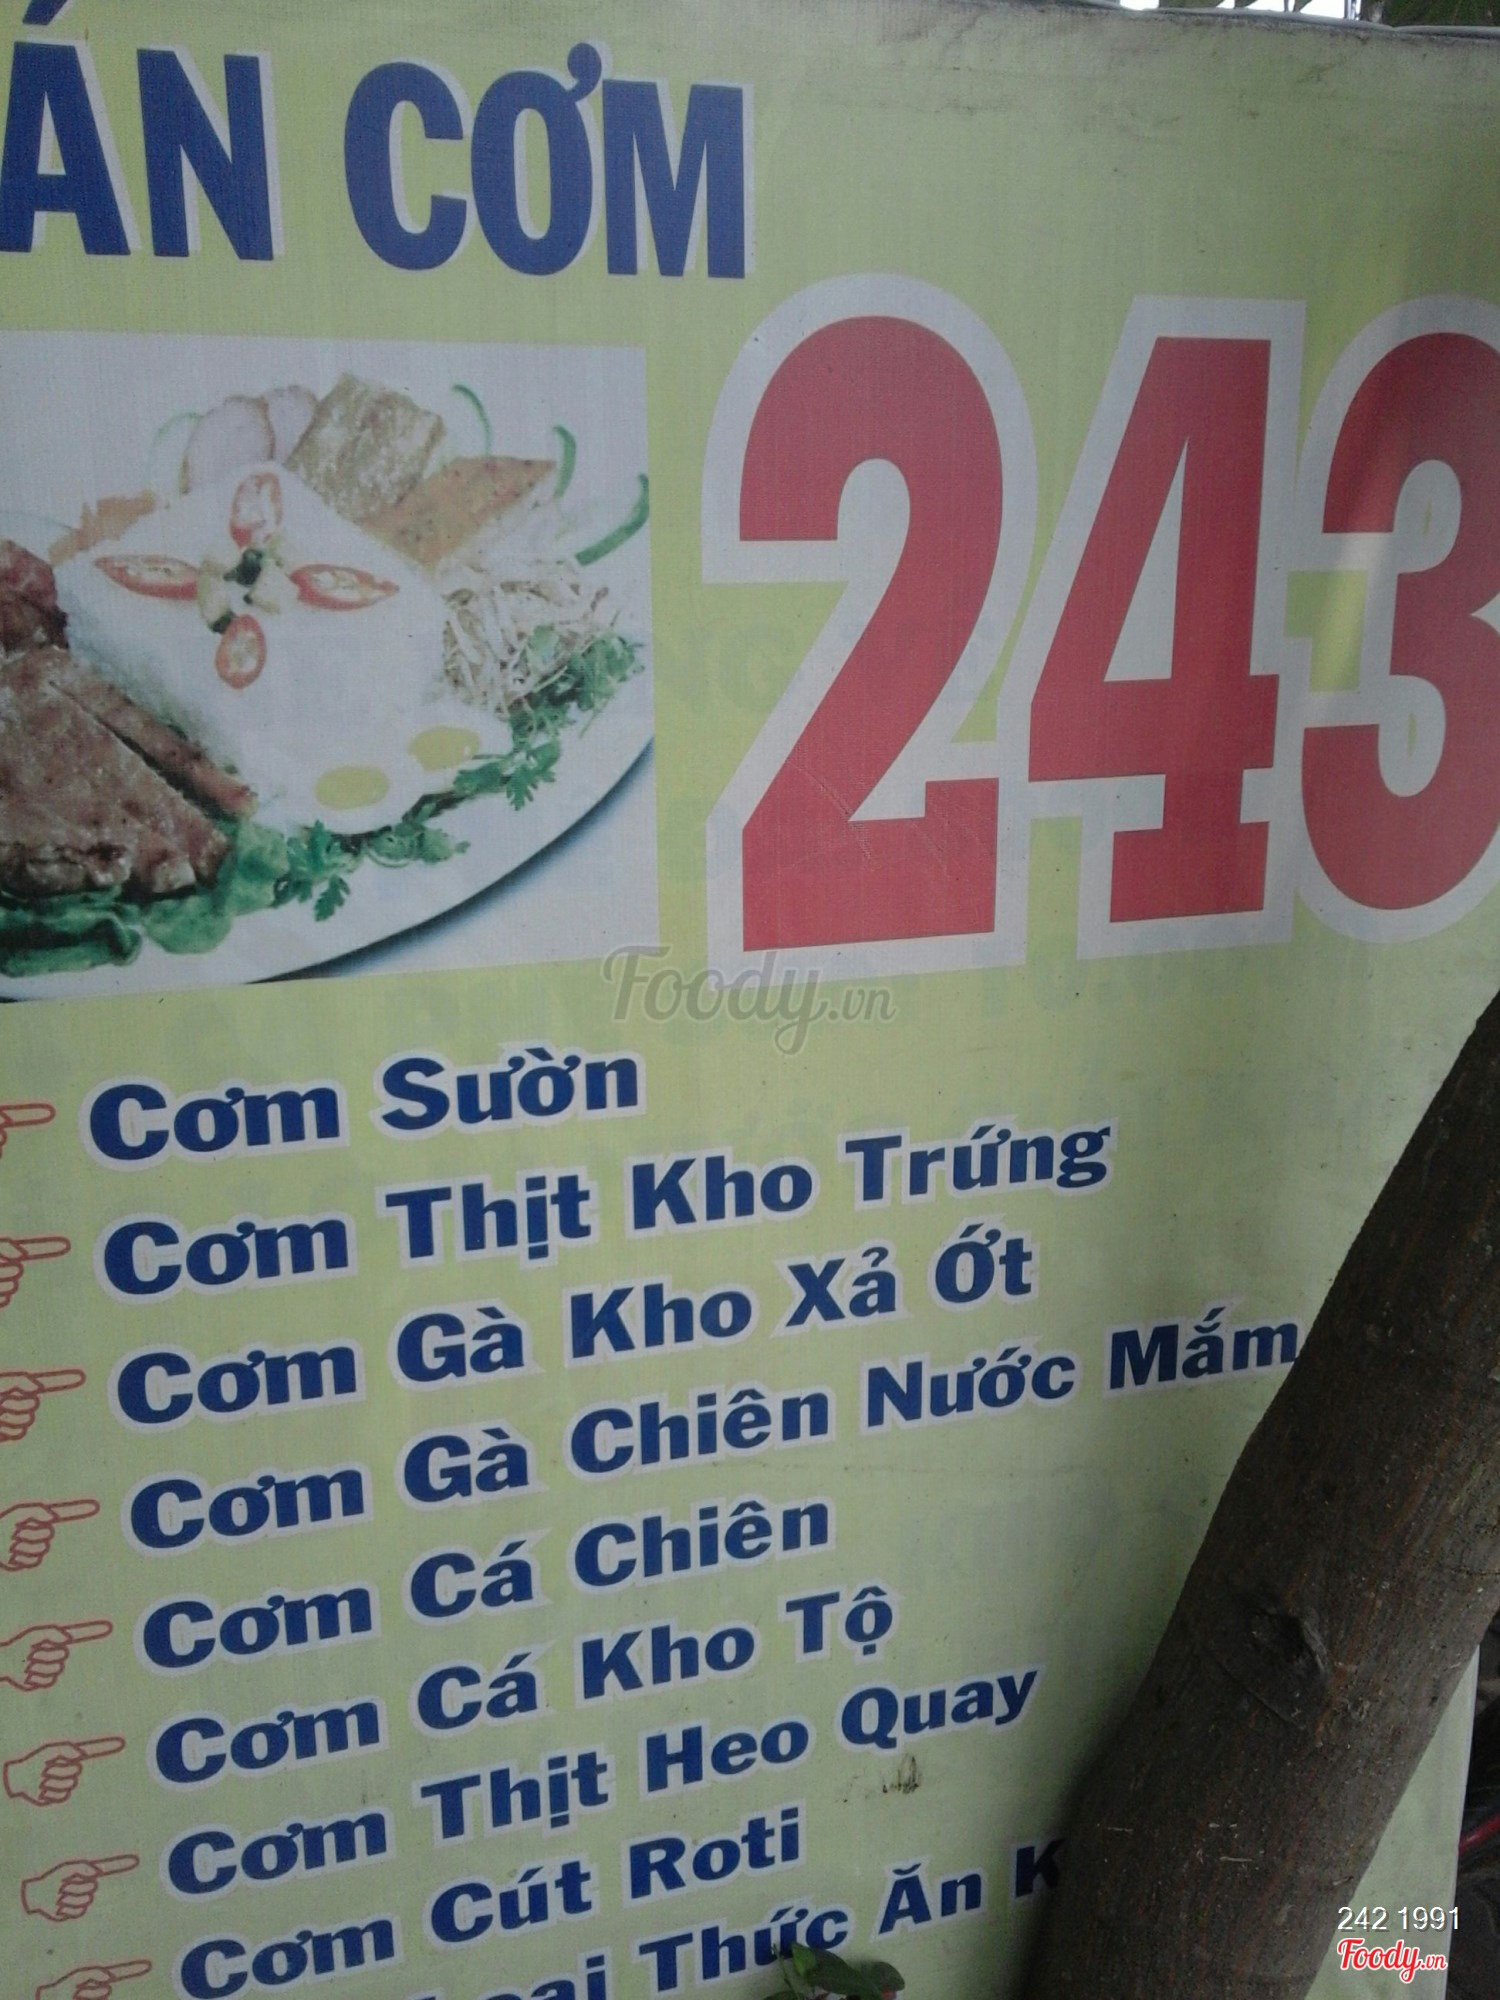 ÁN CƠM
243
Foody.vn
Cơm Sườn
Cơm Thịt Kho Trứng
Cơm Gà Kho Xả Ớt
Cơm Gà Chiên Nước Mắm
Cơm Cá Chiên
Cơm Cá Kho Tộ
Cơm Thịt Heo Quay
Cơm Cút Roti
Thức Ăn K
242 1991
Foody.vn